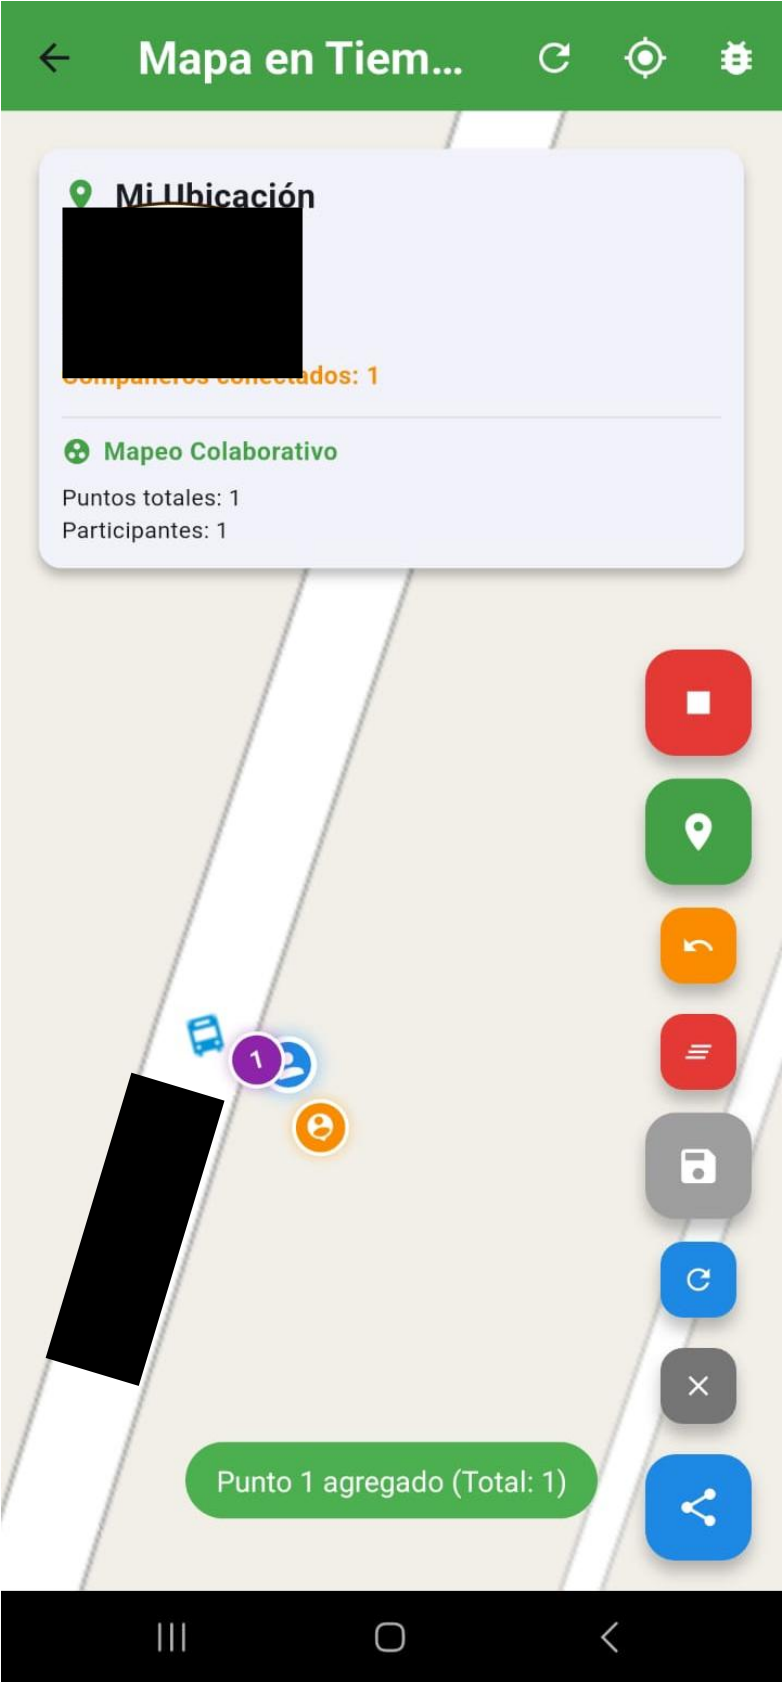 Mapa en Tiem...
Mi Ubicación
conectados: 1
Mapeo Colaborativo
Puntos totales: 1
Participantes: 1
1
Punto 1 agregado (Total: 1)